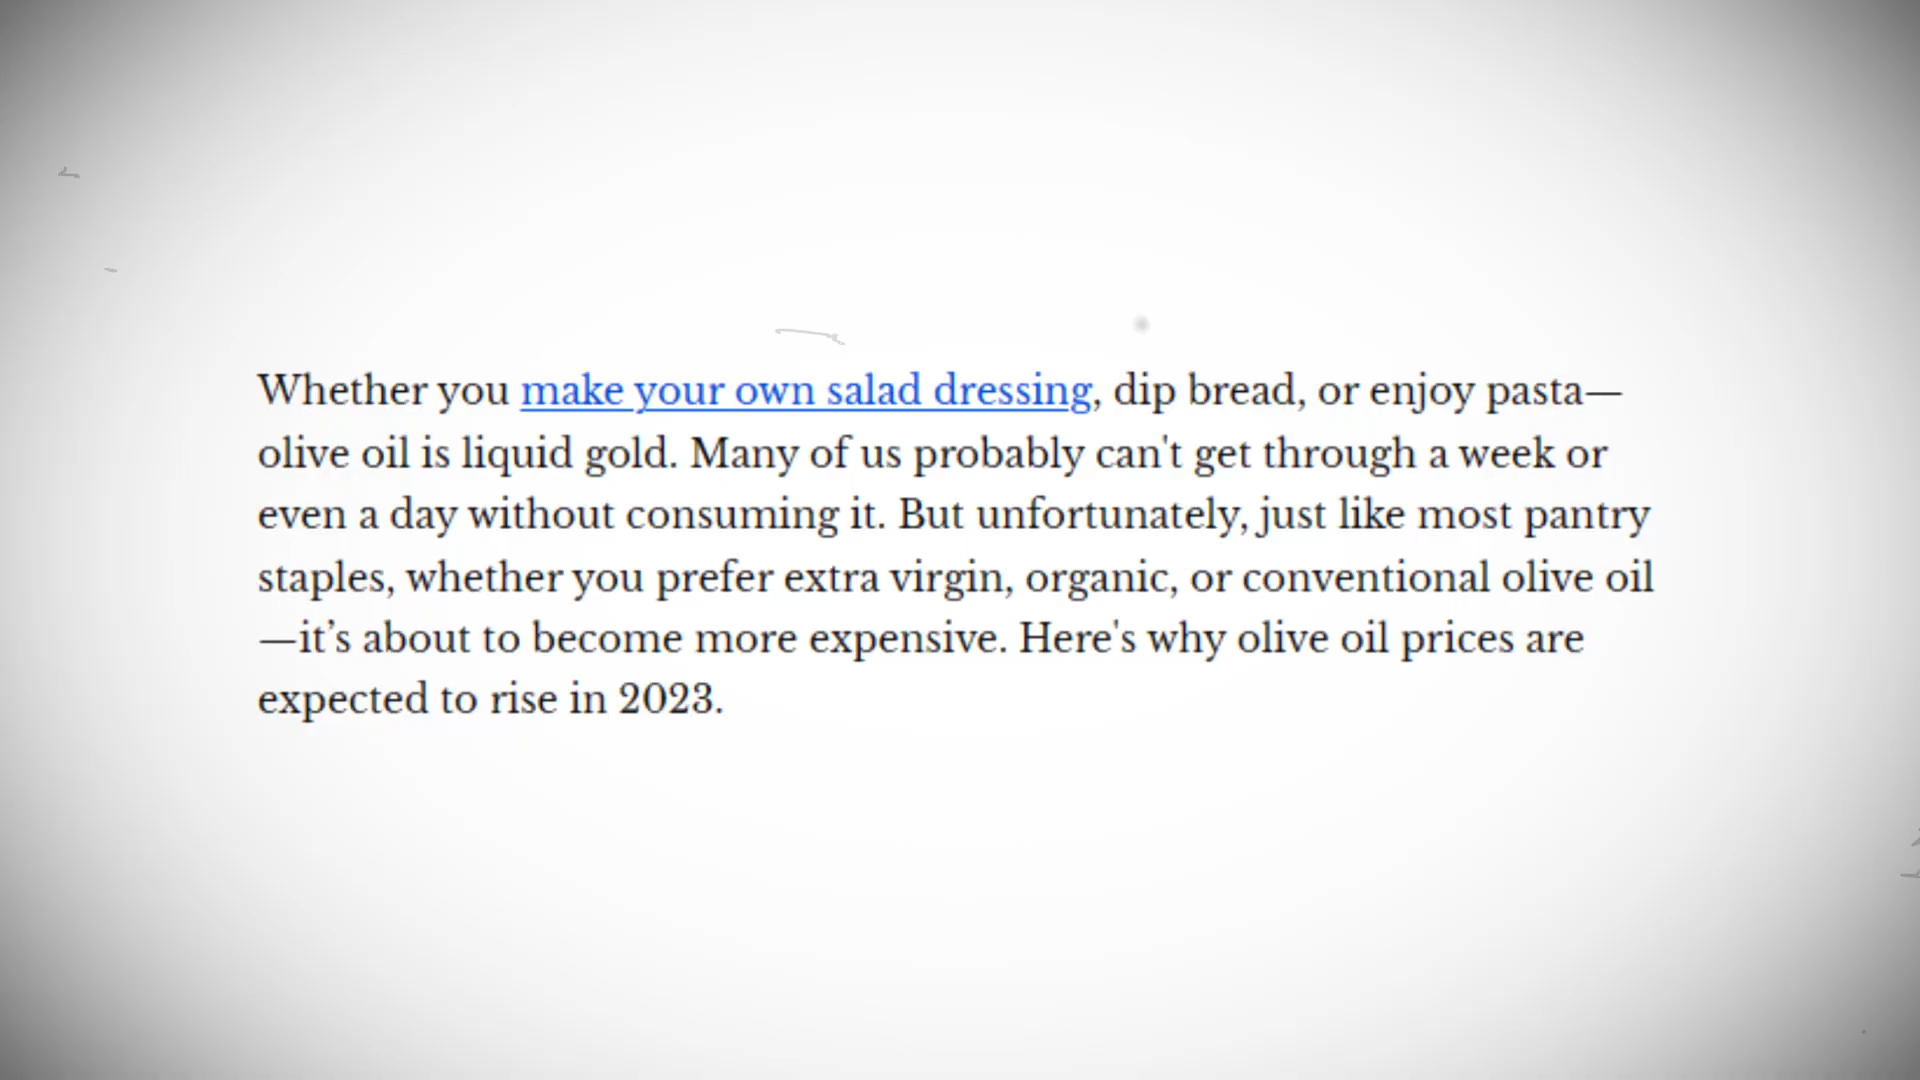 Whether you make your own salad dressing, dip bread, or enjoy pasta—
olive oil is liquid gold. Many of us probably can't get through a week or
even a day without consuming it. But unfortunately, just like most pantry
staples, whether you prefer extra virgin, organic, or conventional olive oil
—it’s about to become more expensive. Here's why olive oil prices are
expected to rise in 2023.